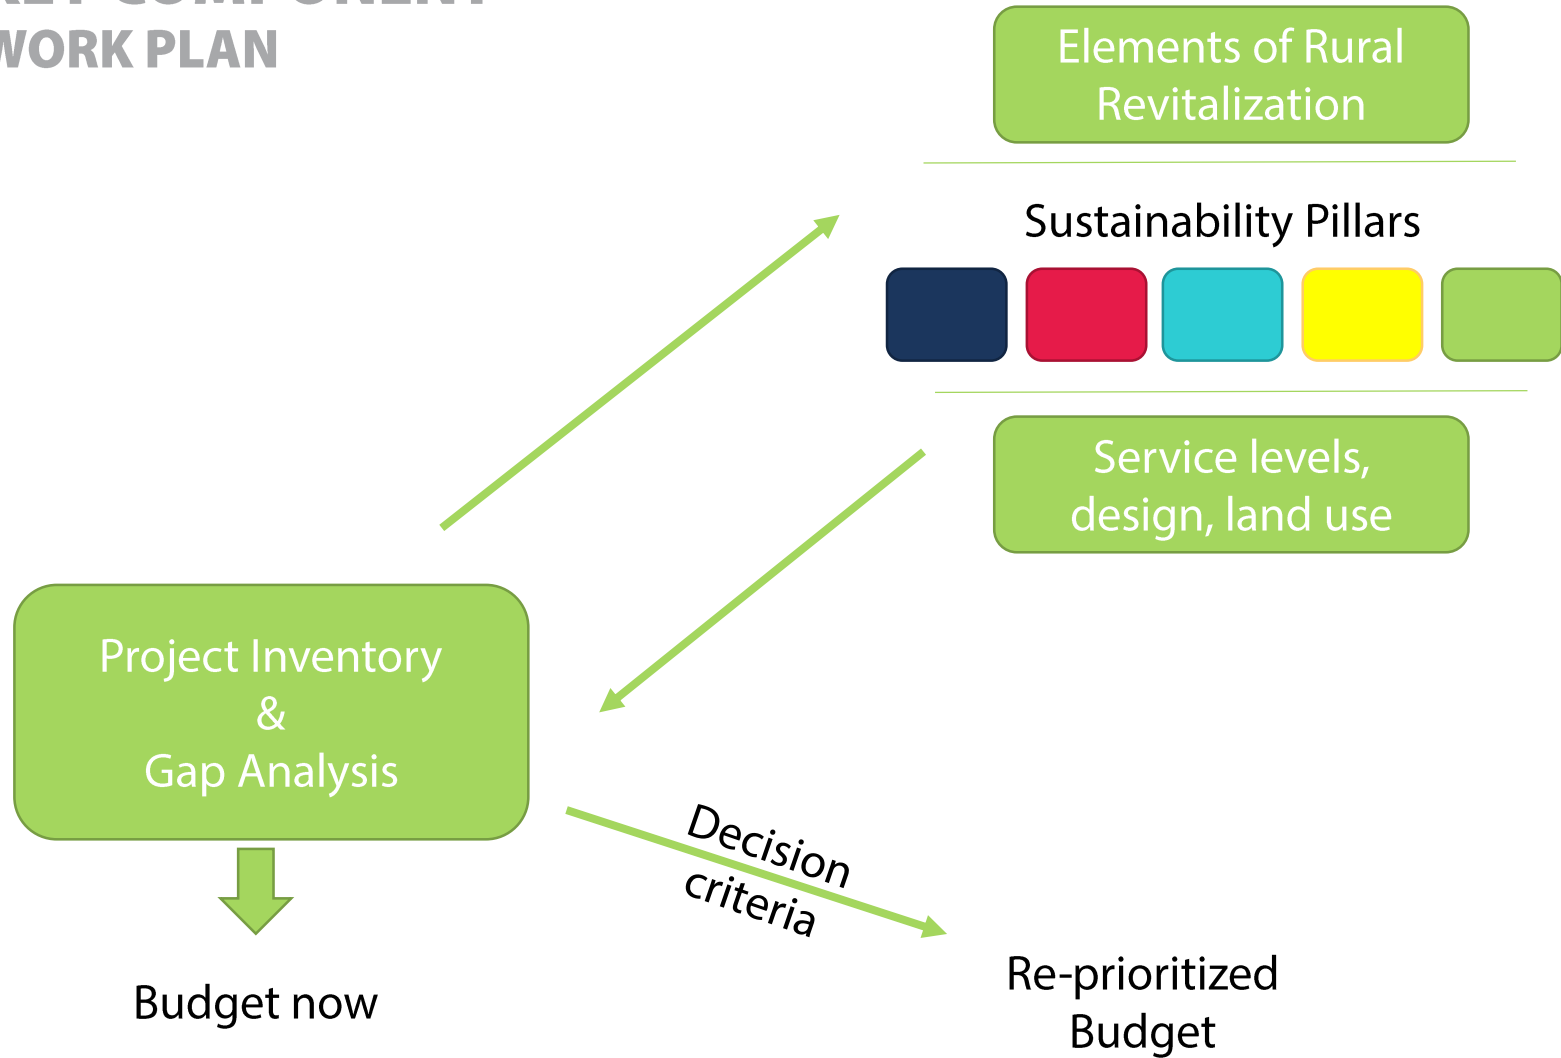 COMPONENT
WORK PLAN
Elements of Rural
Revitalization
Sustainability Pillars
Service levels,
design, land use
Project Inventory
&
Gap Analysis
Decision
criteria
Budget now
Re-prioritized
Budget